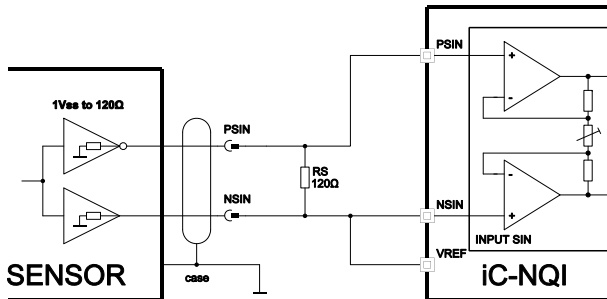 PSIN
1Vss to 120Ω
PSIN
+
-
RS
120Ω
-
NSIN
NSIN
+
INPUT SIN
VREF
SENSOR
case
iC-NQI